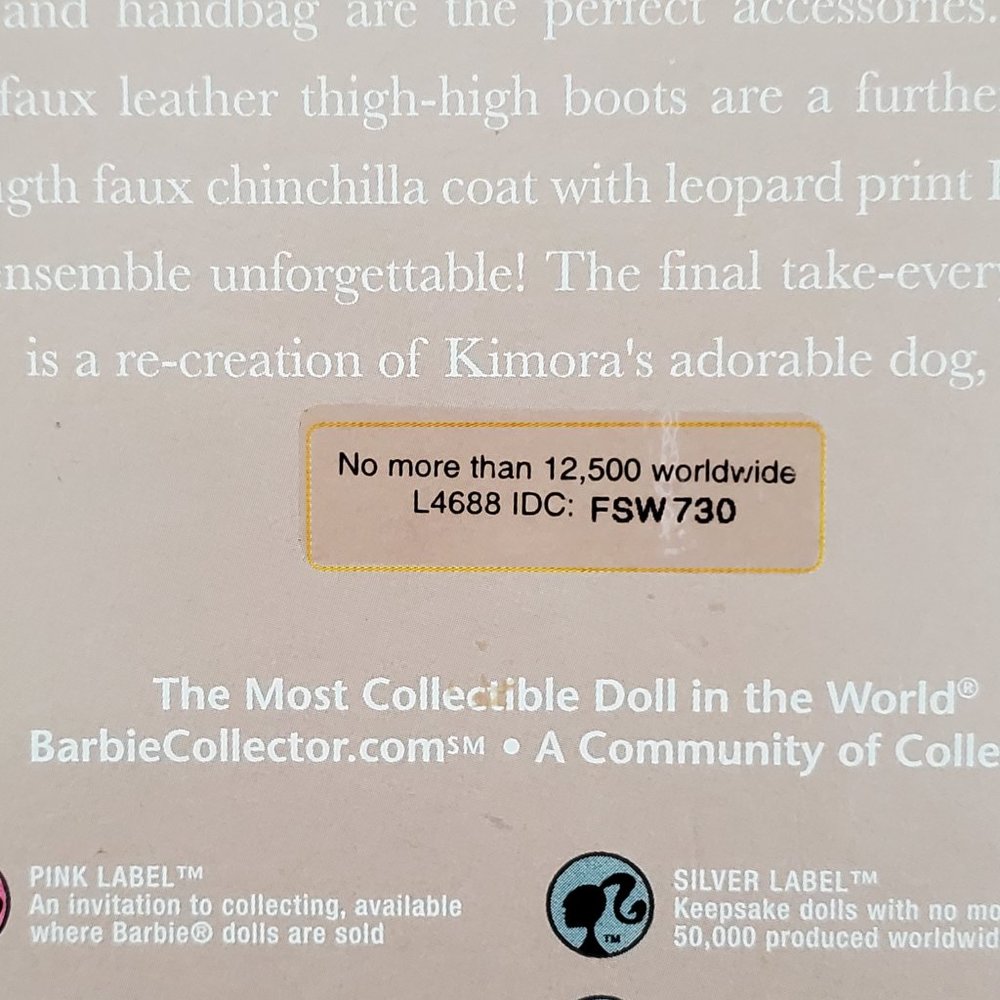 and handbag are the perfect accessories.
faux leather thigh-high boots are a furthe
ngth faux chinchilla coat with leopard print
ensemble unforgettable! The final take-every
is a re-creation of Kimora's adorable dog,
No more than 12,500 worldwide
L4688 IDC: FSW730
The Most Collectible Doll in the World®
BarbieCollector.com℠ • A Community of Colle
PINK LABEL™
An invitation to collecting, available
where Barbie® dolls are sold
SILVER LABEL™
Keepsake dolls with no mo
50,000 produced worldwid
TM